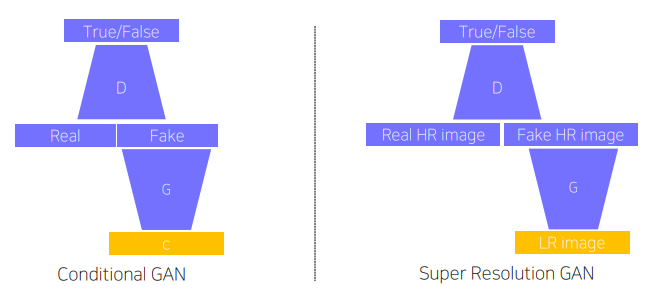 True/False
D
Real
Fake
G
c
Conditional GAN
True/False
D
Real HR image
Fake HR image
G
LR image
Super Resolution GAN